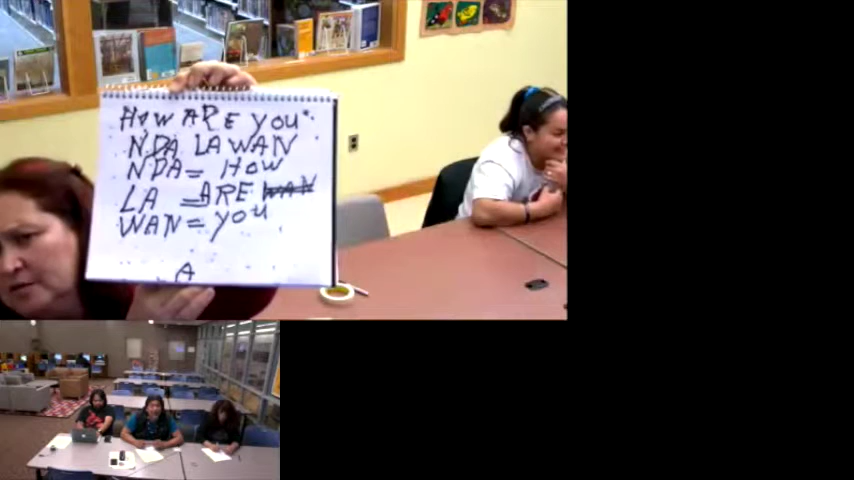 HOW ARE YOU
NDA LA WAN
NDA = HOW
LA = ARE
WAN = YOU
A